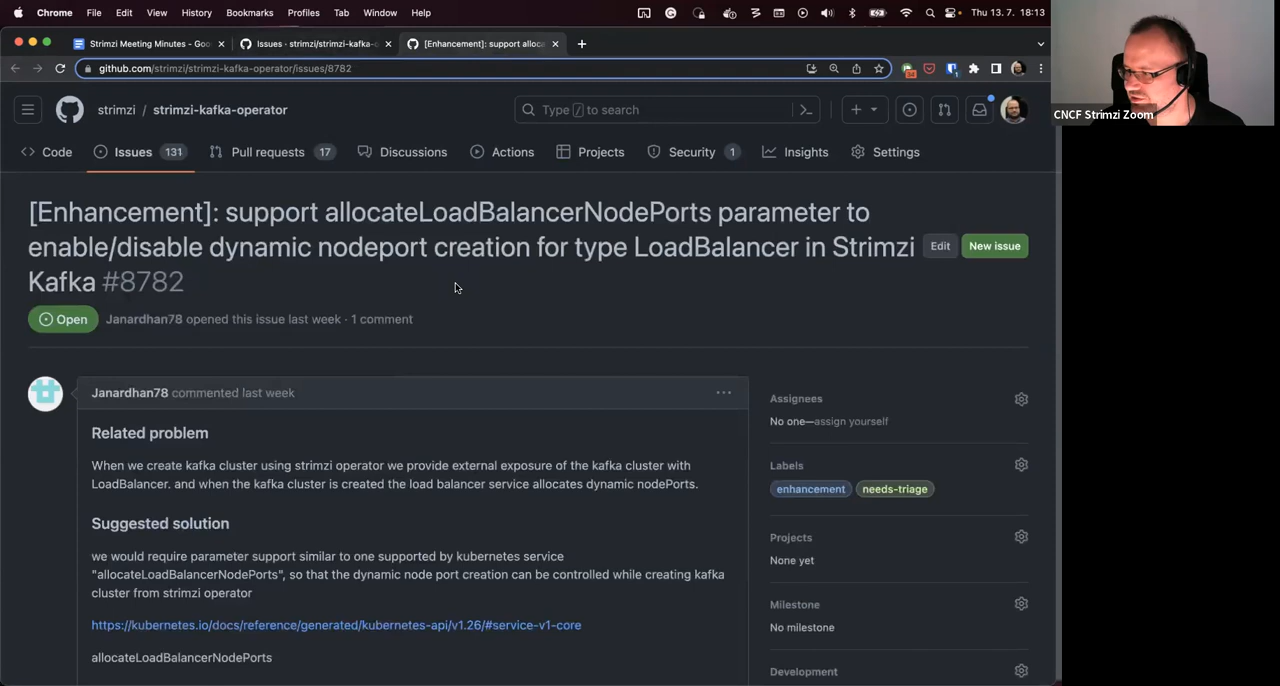 Chrome File Edit View History Bookmarks Profiles Tab Window Help Thu 13. 7. 18:13
Strimzi Meeting Minutes - Goo Issues · strimzi/strimzi-kafka-o [Enhancement]: support alloca
github.com/strimzi/strimzi-kafka-operator/issues/8782
CNCF Strimzi Zoom
strimzi / strimzi-kafka-operator Type / to search
Code Issues 131 Pull requests 17 Discussions Actions Projects Security 1 Insights Settings
[Enhancement]: support allocateLoadBalancerNodePorts parameter to
enable/disable dynamic nodeport creation for type LoadBalancer in Strimzi
Kafka #8782
Edit New issue
Open Janardhan78 opened this issue last week · 1 comment
Janardhan78 commented last week
Related problem
When we create kafka cluster using strimzi operator we provide external exposure of the kafka cluster with
LoadBalancer. and when the kafka cluster is created the load balancer service allocates dynamic nodePorts.
Suggested solution
we would require parameter support similar to one supported by kubernetes service
"allocateLoadBalancerNodePorts", so that the dynamic node port creation can be controlled while creating kafka
cluster from strimzi operator
https://kubernetes.io/docs/reference/generated/kubernetes-api/v1.26/#service-v1-core
allocateLoadBalancerNodePorts
Assignees
No one—assign yourself
Labels
enhancement needs-triage
Projects
None yet
Milestone
No milestone
Development